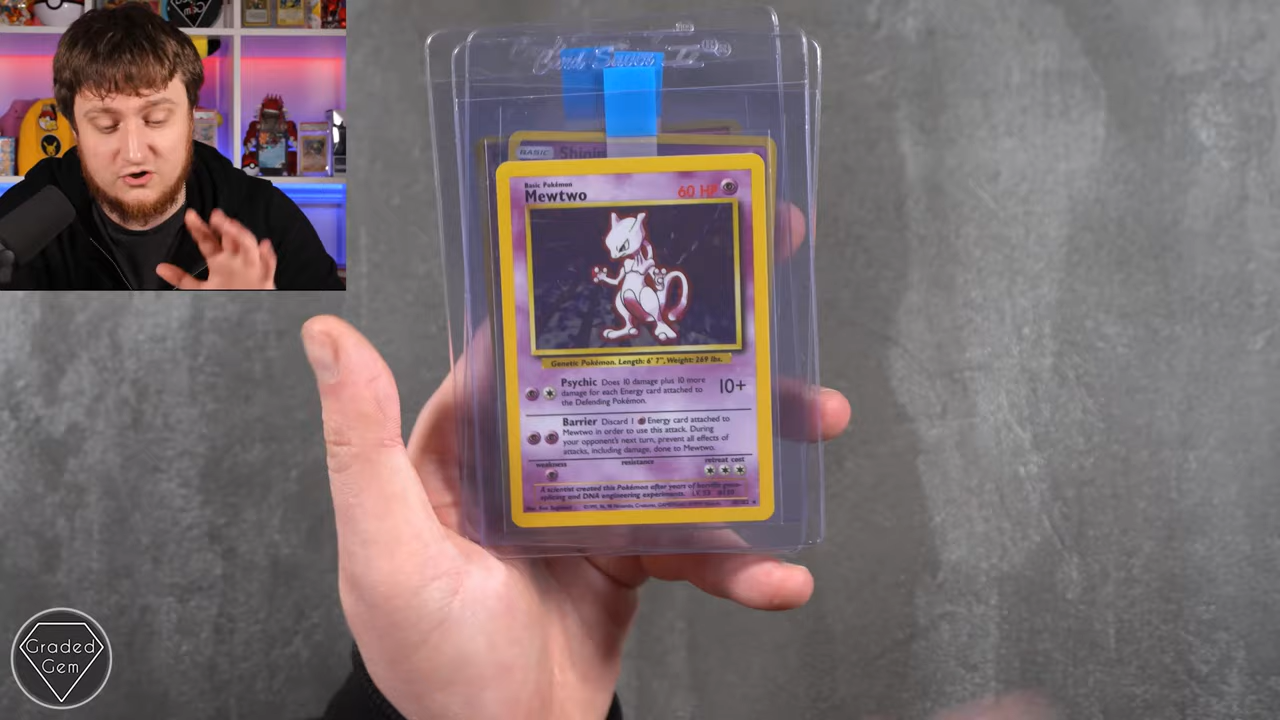 Card Saver
BASIC Shinin
Basic Pokémon
Mewtwo 60 HP
Genetic Pokémon. Length: 6' 7", Weight: 269 lbs.
Psychic Does 10 damage plus 10 more
damage for each Energy card attached to
the Defending Pokémon.
10+
Barrier Discard 1 Energy card attached to
Mewtwo in order to use this attack. During
your opponent's next turn, prevent all effects of
attacks, including damage, done to Mewtwo.
weakness resistance retreat cost
A scientist created this Pokémon after years of horrific gene-
splicing and DNA engineering experiments. LV. 53 #150
Graded
Gem